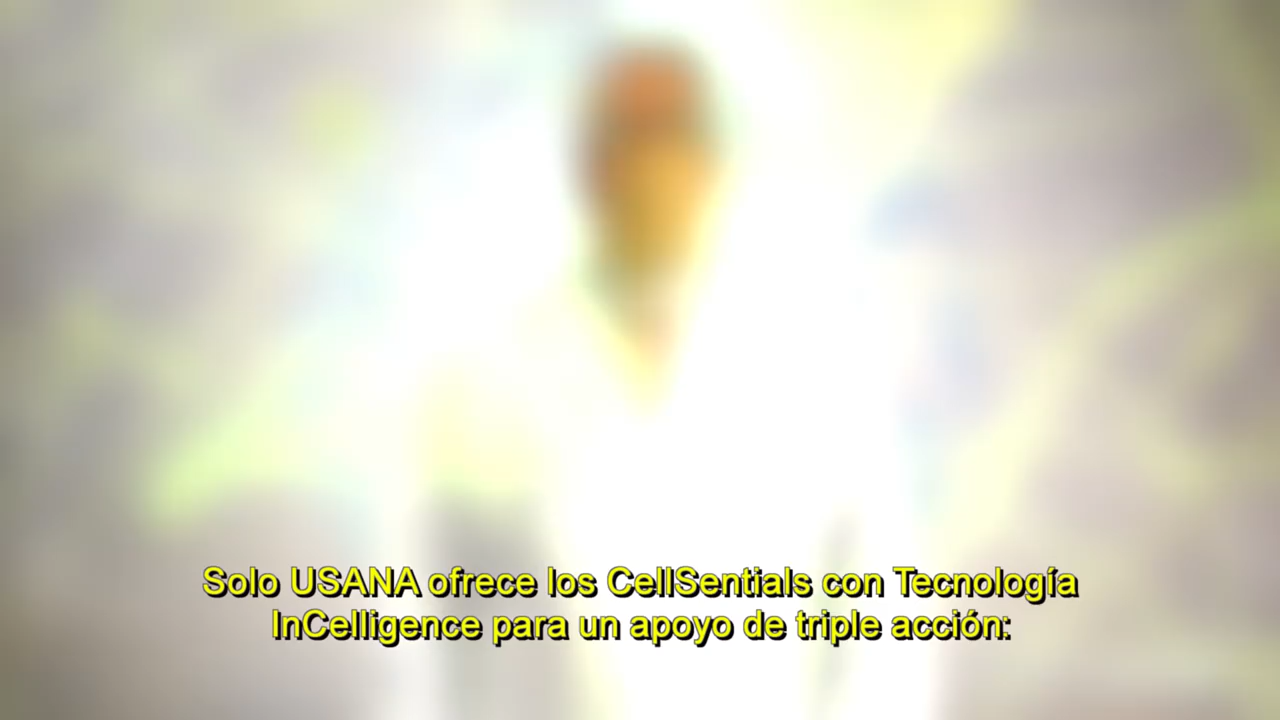 Solo USANA ofrece los CellSentials con Tecnología
InCelligence para un apoyo de triple acción: